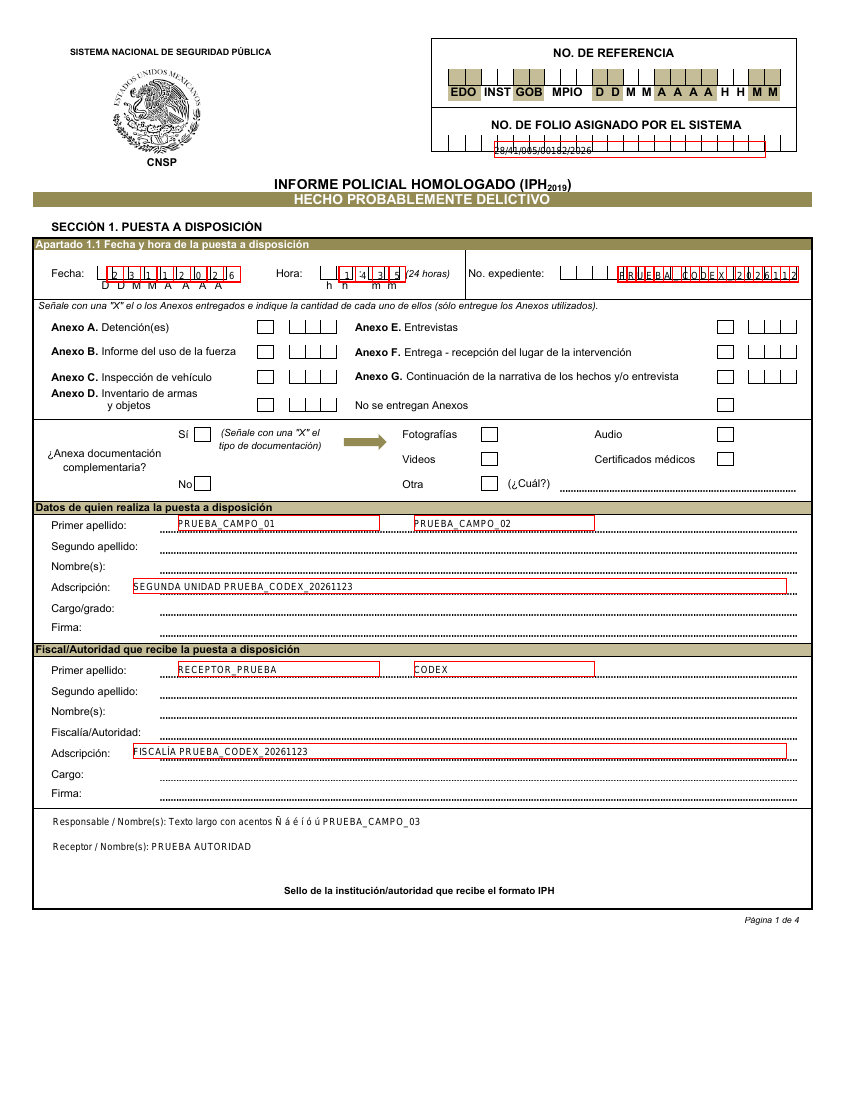 SISTEMA NACIONAL DE SEGURIDAD PÚBLICA
ESTADOS UNIDOS MEXICANOS
CNSP
NO. DE REFERENCIA
EDO INST GOB MPIO D D M M A A A A H H M M
NO. DE FOLIO ASIGNADO POR EL SISTEMA
28/41/005/00182/2026
INFORME POLICIAL HOMOLOGADO (IPH2019)
HECHO PROBABLEMENTE DELICTIVO
SECCIÓN 1. PUESTA A DISPOSICIÓN
Apartado 1.1 Fecha y hora de la puesta a disposición
Fecha: 2 3 1 1 2 0 2 6 Hora: 1 4 3 5 (24 horas) No. expediente: PRUEBA_CODEX_2026112
D D M M A A A A h h m m
Señale con una "X" el o los Anexos entregados e indique la cantidad de cada uno de ellos (sólo entregue los Anexos utilizados).
Anexo A. Detención(es) Anexo E. Entrevistas
Anexo B. Informe del uso de la fuerza Anexo F. Entrega - recepción del lugar de la intervención
Anexo C. Inspección de vehículo Anexo G. Continuación de la narrativa de los hechos y/o entrevista
Anexo D. Inventario de armas
y objetos No se entregan Anexos
¿Anexa documentación
complementaria?
Sí (Señale con una "X" el
tipo de documentación)
No
Fotografías Audio
Videos Certificados médicos
Otra (¿Cuál?)
Datos de quien realiza la puesta a disposición
Primer apellido: PRUEBA_CAMPO_01 PRUEBA_CAMPO_02
Segundo apellido:
Nombre(s):
Adscripción: SEGUNDA UNIDAD PRUEBA_CODEX_20261123
Cargo/grado:
Firma:
Fiscal/Autoridad que recibe la puesta a disposición
Primer apellido: RECEPTOR_PRUEBA CODEX
Segundo apellido:
Nombre(s):
Fiscalía/Autoridad:
Adscripción: FISCALÍA PRUEBA_CODEX_20261123
Cargo:
Firma:
Responsable / Nombre(s): Texto largo con acentos Ñ á é í ó ú PRUEBA_CAMPO_03
Receptor / Nombre(s): PRUEBA AUTORIDAD
Sello de la institución/autoridad que recibe el formato IPH
Página 1 de 4